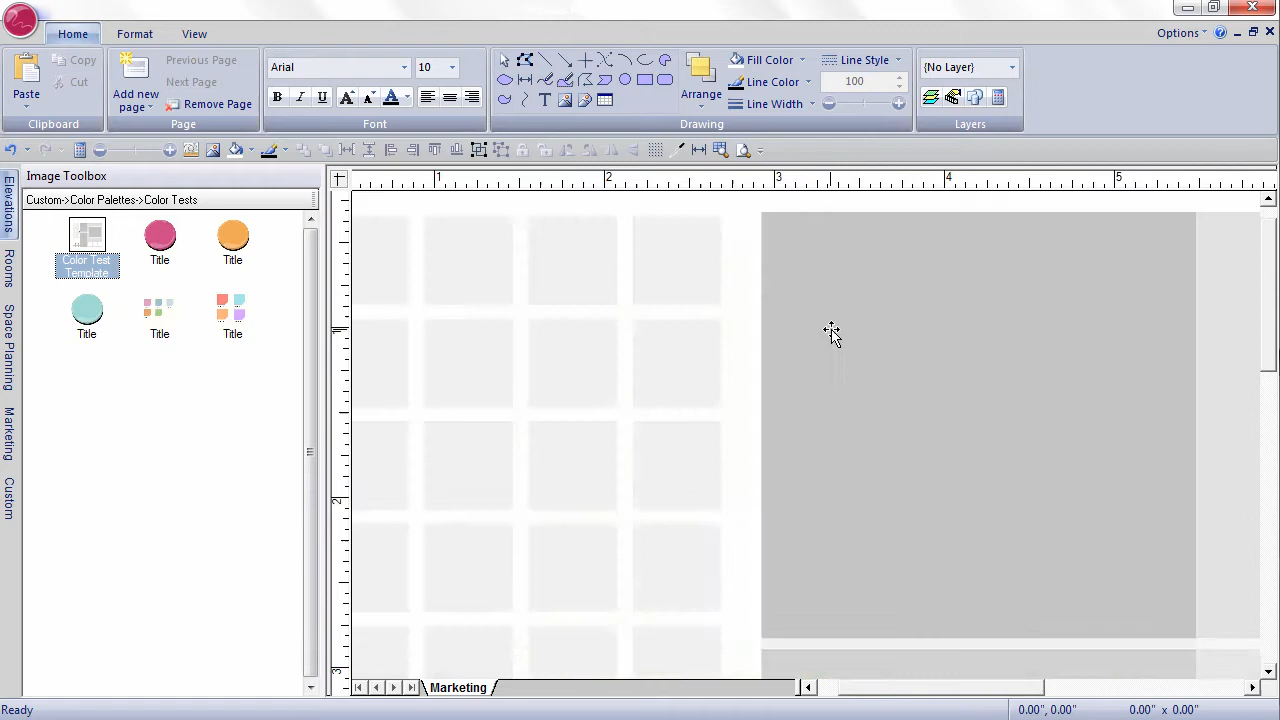 Home Format View Options
Paste Copy Cut Clipboard
Add new page Previous Page Next Page Remove Page Page
Arial 10 B I U A A A Font
Arrange Fill Color Line Color Line Width Line Style 100 Drawing
{No Layer} Layers
Image Toolbox
Custom->Color Palettes->Color Tests
Elevations
Rooms
Space Planning
Marketing
Custom
Color Test Template
Title
Title
Title
Title
Title
1 2 3 4 5
1
2
3
Marketing
Ready 0.00", 0.00" 0.00" x 0.00"